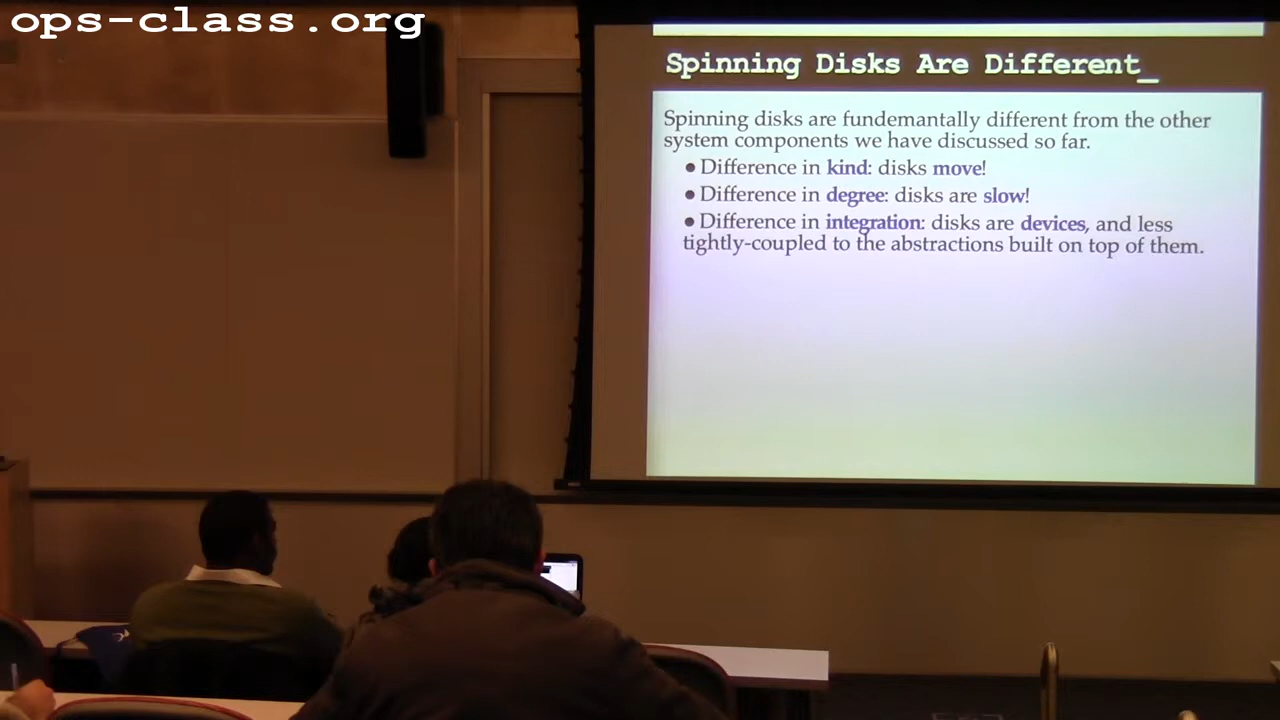 ops-class.org
Spinning Disks Are Different_
Spinning disks are fundemantally different from the other
system components we have discussed so far.
● Difference in kind: disks move!
● Difference in degree: disks are slow!
● Difference in integration: disks are devices, and less
tightly-coupled to the abstractions built on top of them.